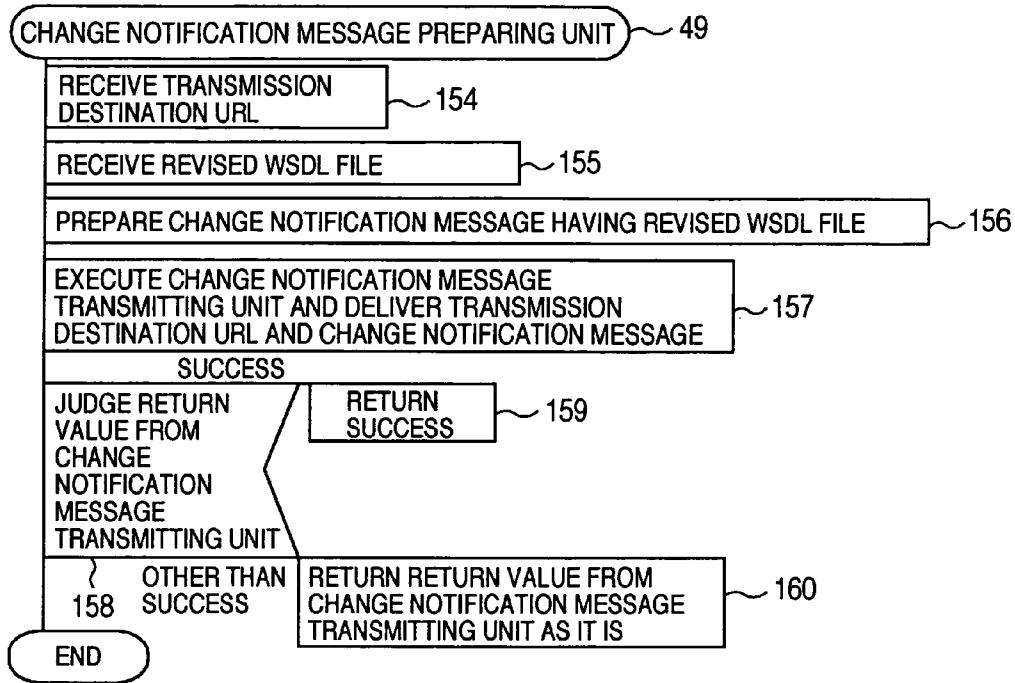 CHANGE NOTIFICATION MESSAGE PREPARING UNIT 49
RECEIVE TRANSMISSION
DESTINATION URL
154
RECEIVE REVISED WSDL FILE
155
PREPARE CHANGE NOTIFICATION MESSAGE HAVING REVISED WSDL FILE
156
EXECUTE CHANGE NOTIFICATION MESSAGE
TRANSMITTING UNIT AND DELIVER TRANSMISSION
DESTINATION URL AND CHANGE NOTIFICATION MESSAGE
157
SUCCESS
JUDGE RETURN
VALUE FROM
CHANGE
NOTIFICATION
MESSAGE
TRANSMITTING UNIT
158
RETURN
SUCCESS
159
OTHER THAN
SUCCESS
RETURN RETURN VALUE FROM
CHANGE NOTIFICATION MESSAGE
TRANSMITTING UNIT AS IT IS
160
END